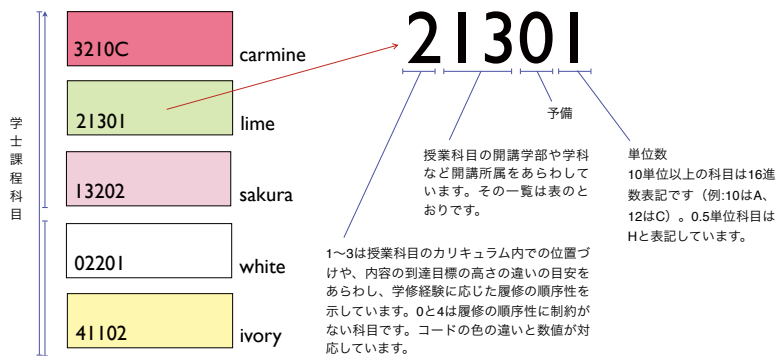 学士課程科目
3210C
carmine
21301
lime
13202
sakura
02201
white
41102
ivory
21301
予備
授業科目の開講学部や学科
など開講所属をあらわして
います。その一覧は表のと
おりです。
単位数
10単位以上の科目は16進
数表記です（例:10はA、
12はC）。0.5単位科目は
Hと表記しています。
1〜3は授業科目のカリキュラム内での位置づ
けや、内容の到達目標の高さの違いの目安を
あらわし、学修経験に応じた履修の順序性を
示しています。0と4は履修の順序性に制約が
ない科目です。コードの色の違いと数値が対
応しています。